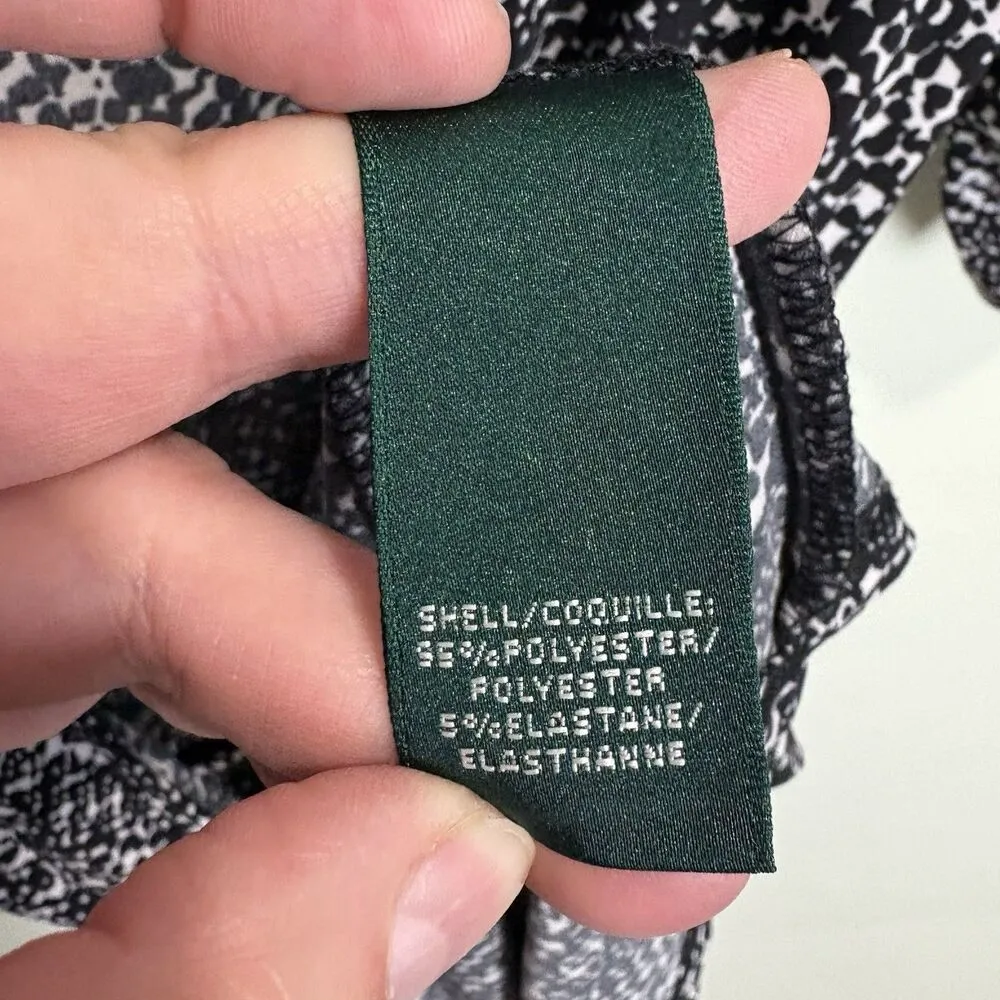 SHELL/COQUILLE:
95%POLYESTER/
POLYESTER
5%ELASTANE/
ELASTHANNE